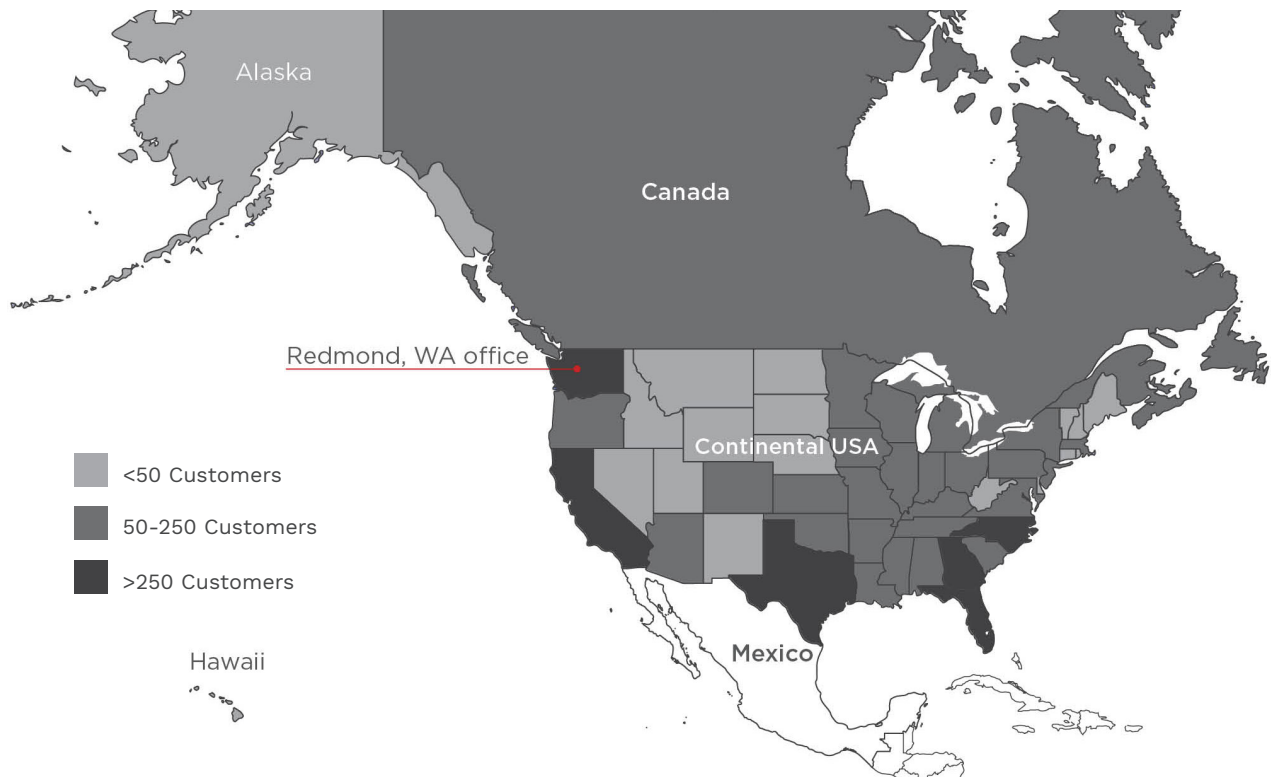 Alaska
Canada
Redmond, WA office
Continental USA
<50 Customers
50-250 Customers
>250 Customers
Hawaii
Mexico